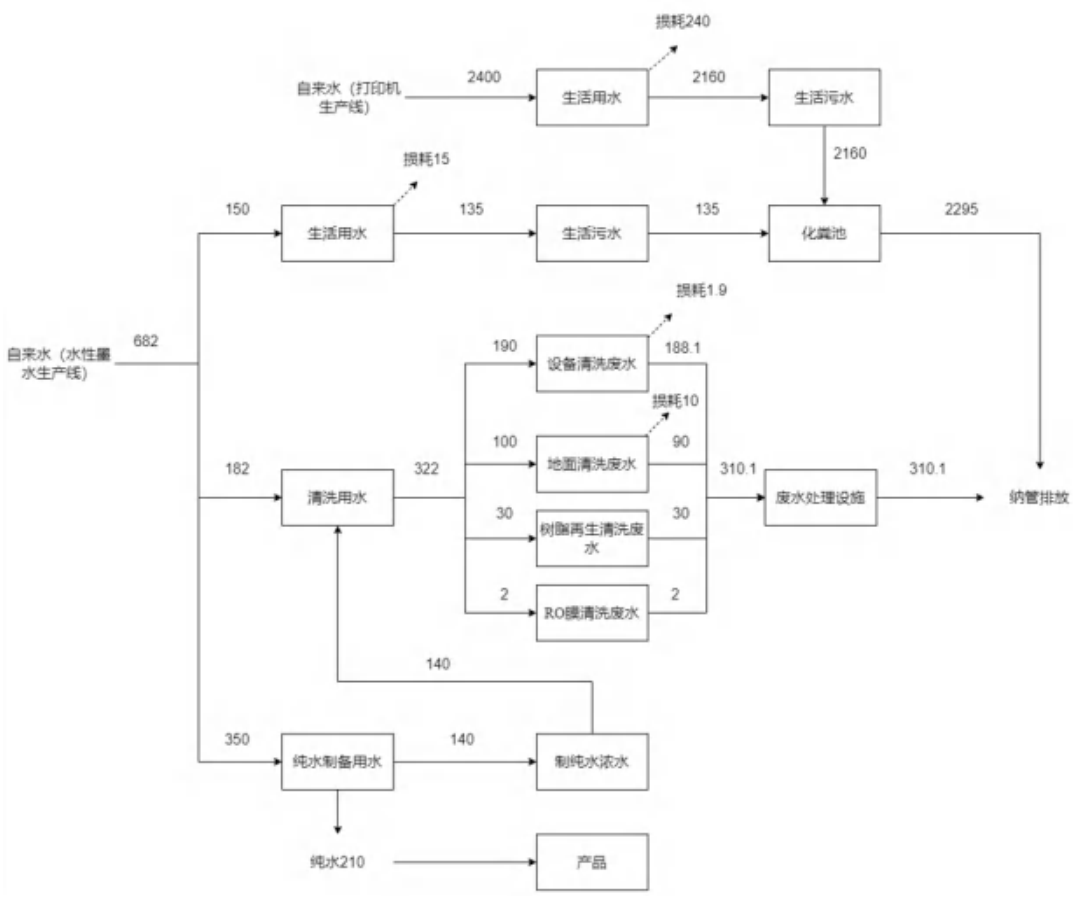 损耗240
2400
2160
自来水（打印机
生产线）
生活用水
生活污水
2160
损耗15
150
135
135
2295
生活用水
生活污水
化粪池
损耗1.9
682
190
188.1
自来水（水性墨
水生产线）
设备清洗废水
损耗10
100
90
地面清洗废水
182
322
310.1
310.1
清洗用水
废水处理设施
纳管排放
30
30
树脂再生清洗废
水
2
2
RO膜清洗废水
140
350
140
纯水制备用水
制纯水浓水
纯水210
产品